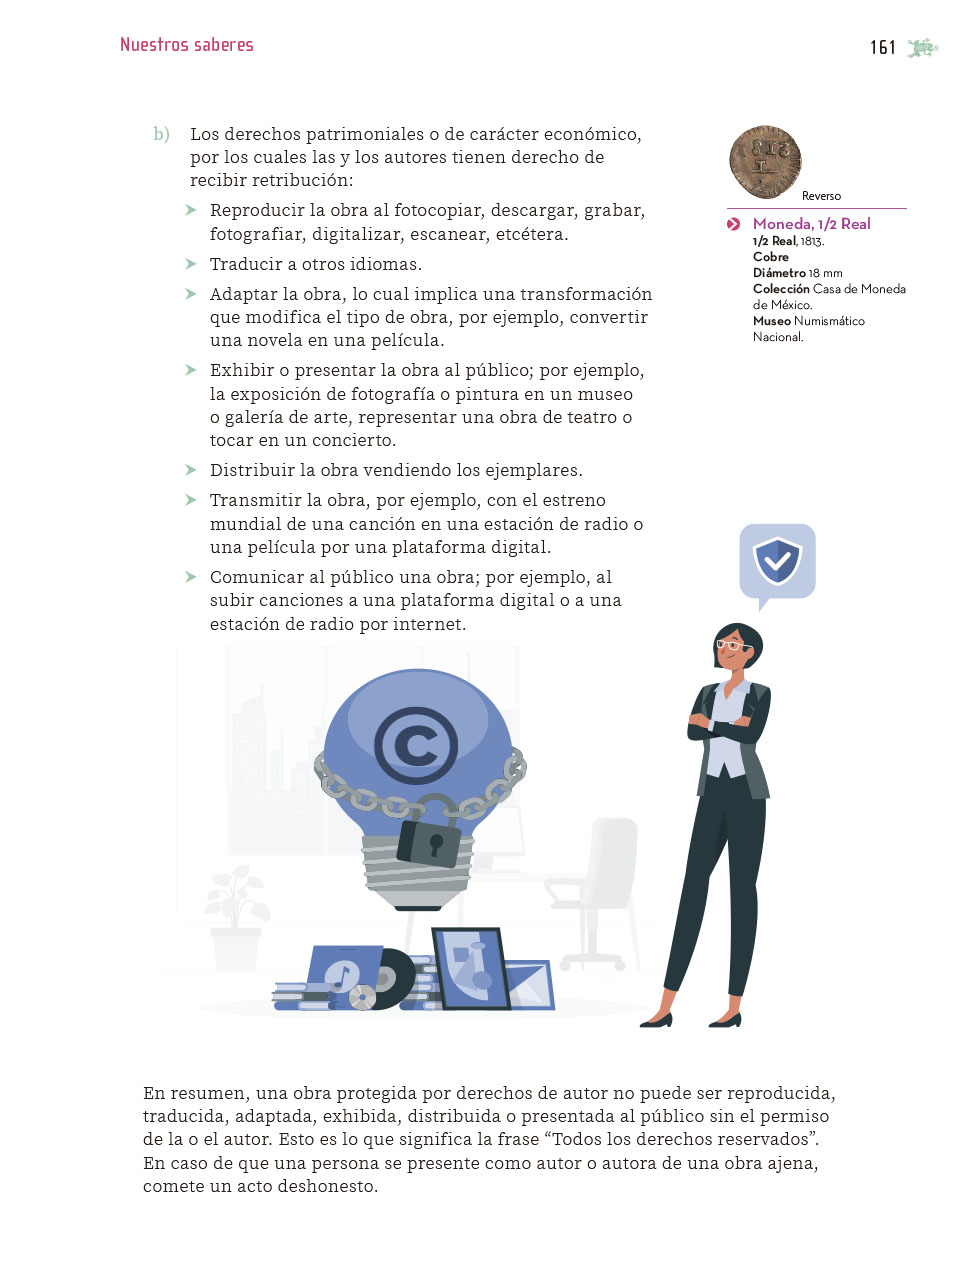 Nuestros saberes
161
b) Los derechos patrimoniales o de carácter económico,
por los cuales las y los autores tienen derecho de
recibir retribución:
Reproducir la obra al fotocopiar, descargar, grabar,
fotografiar, digitalizar, escanear, etcétera.
Traducir a otros idiomas.
Adaptar la obra, lo cual implica una transformación
que modifica el tipo de obra, por ejemplo, convertir
una novela en una película.
Exhibir o presentar la obra al público; por ejemplo,
la exposición de fotografía o pintura en un museo
o galería de arte, representar una obra de teatro o
tocar en un concierto.
Distribuir la obra vendiendo los ejemplares.
Transmitir la obra, por ejemplo, con el estreno
mundial de una canción en una estación de radio o
una película por una plataforma digital.
Comunicar al público una obra; por ejemplo, al
subir canciones a una plataforma digital o a una
estación de radio por internet.
1813
1
2
Reverso
Moneda, 1/2 Real
1/2 Real, 1813.
Cobre
Diámetro 18 mm
Colección Casa de Moneda
de México.
Museo Numismático
Nacional.
©
En resumen, una obra protegida por derechos de autor no puede ser reproducida,
traducida, adaptada, exhibida, distribuida o presentada al público sin el permiso
de la o el autor. Esto es lo que significa la frase “Todos los derechos reservados”.
En caso de que una persona se presente como autor o autora de una obra ajena,
comete un acto deshonesto.